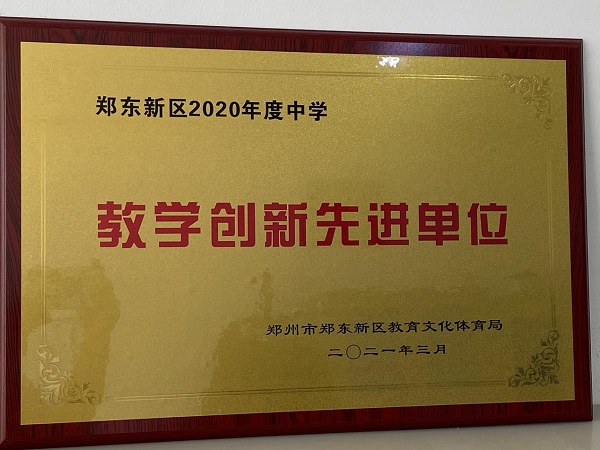 郑东新区2020年度中学
教学创新先进单位
郑州市郑东新区教育文化体育局
二〇二一年三月